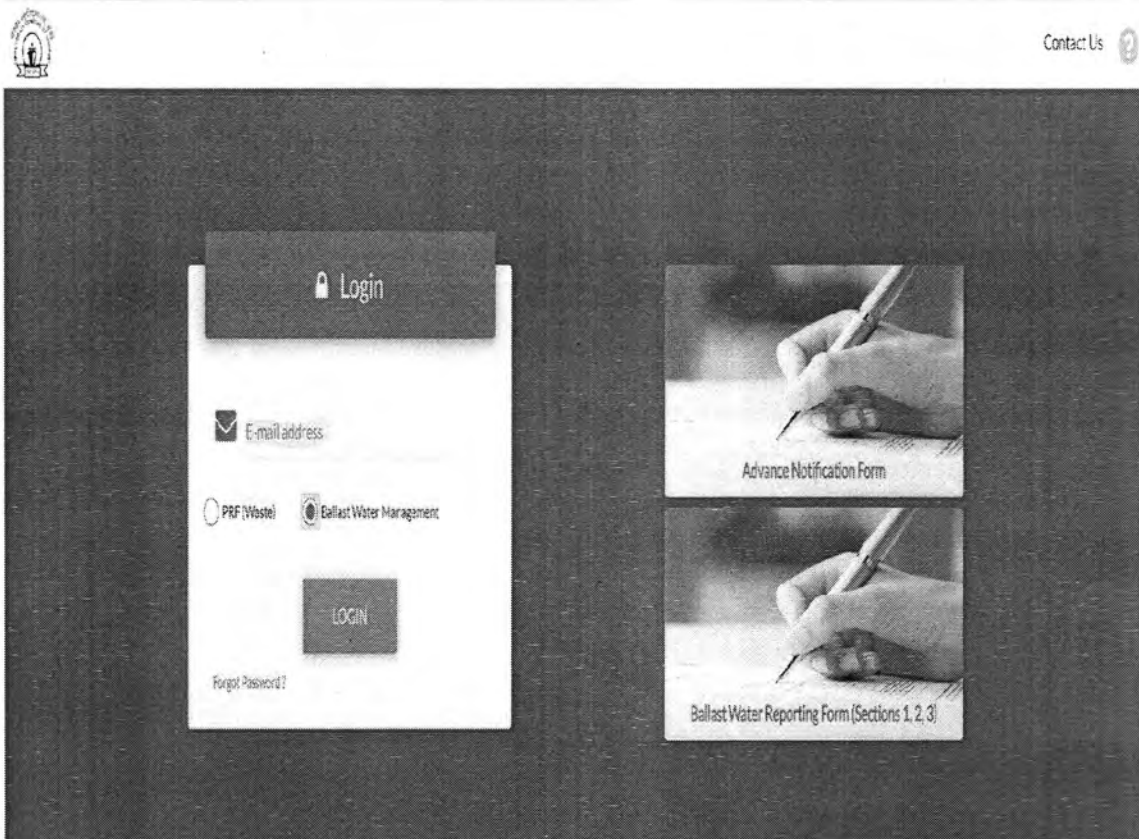 Contact Us
Login
E-mail address
PRF (Waste)
Ballast Water Management
LOGIN
Forgot Password?
Advance Notification Form
Ballast Water Reporting Form (Sections 1, 2, 3)